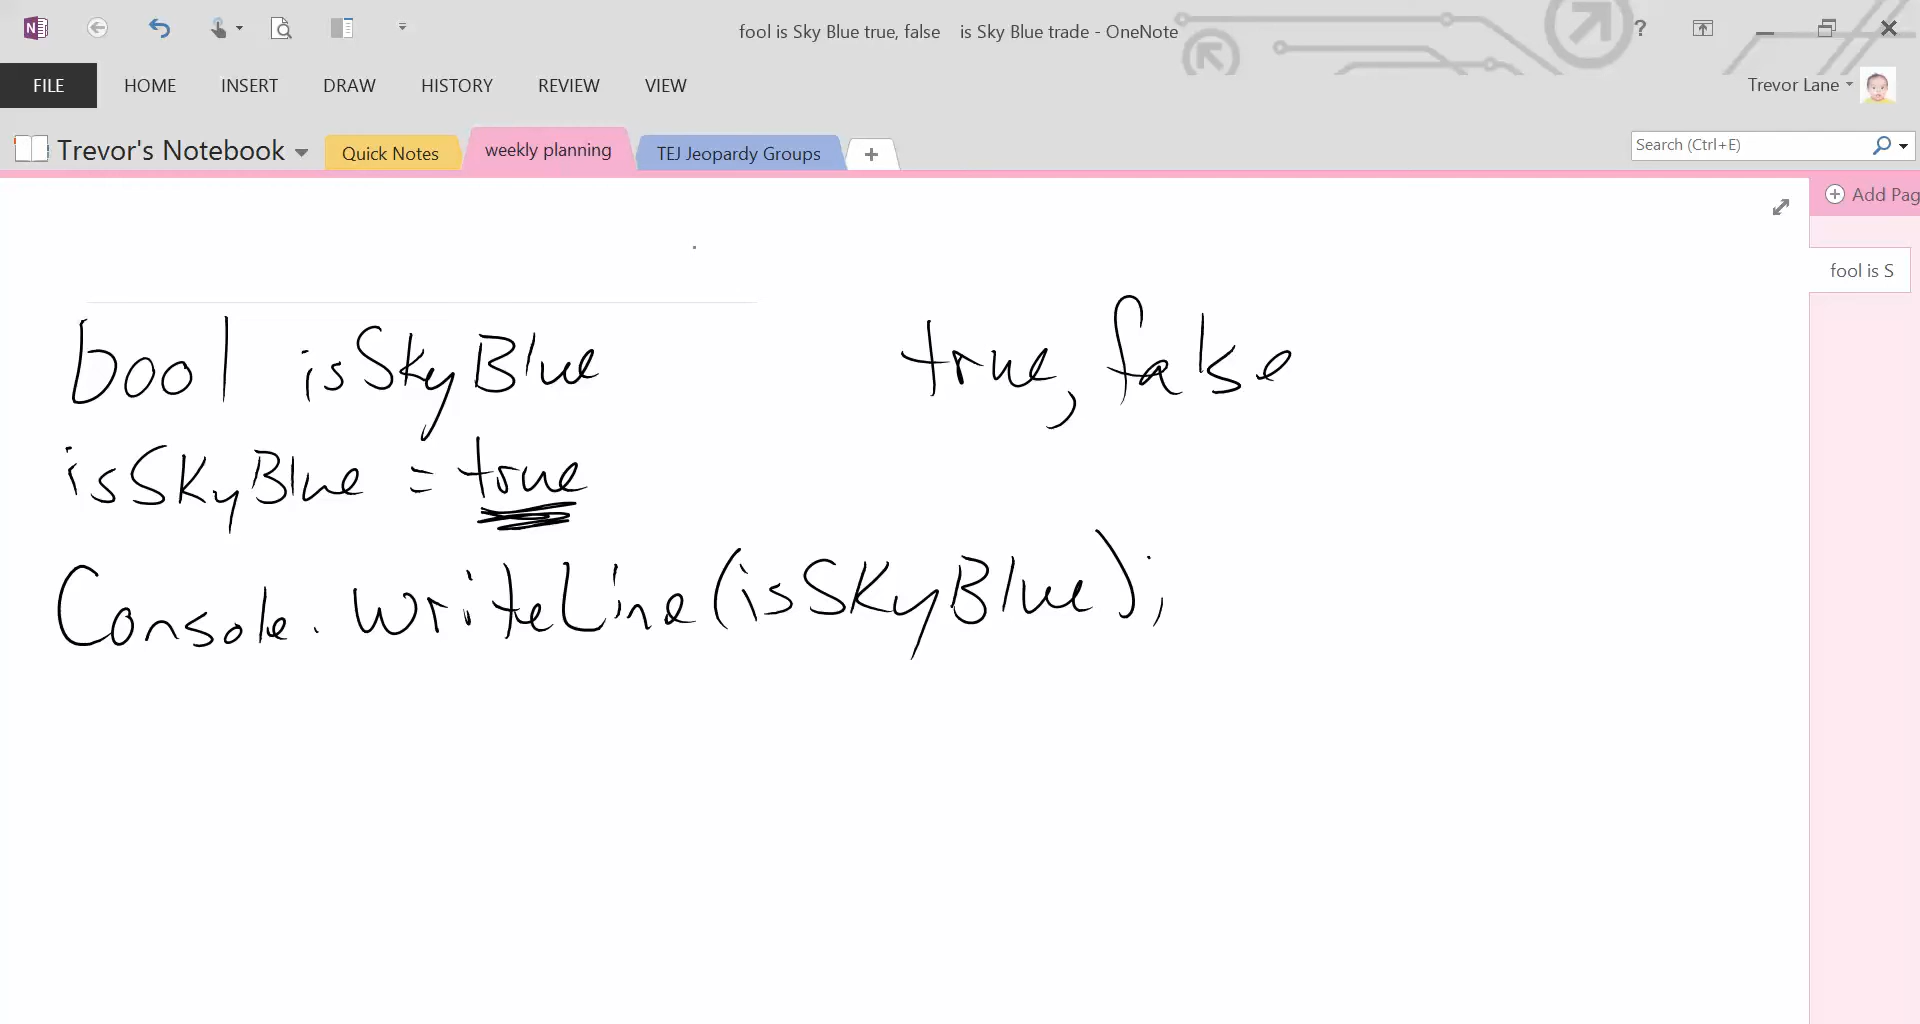 fool is Sky Blue true, false    is Sky Blue trade - OneNote
?
FILE HOME INSERT DRAW HISTORY REVIEW VIEW
Trevor Lane
Trevor's Notebook
Quick Notes
weekly planning
TEJ Jeopardy Groups
+
Search (Ctrl+E)
Add Pag
fool is S
bool isSkyBlue true, false
isSkyBlue = true
Console.WriteLine(isSkyBlue);